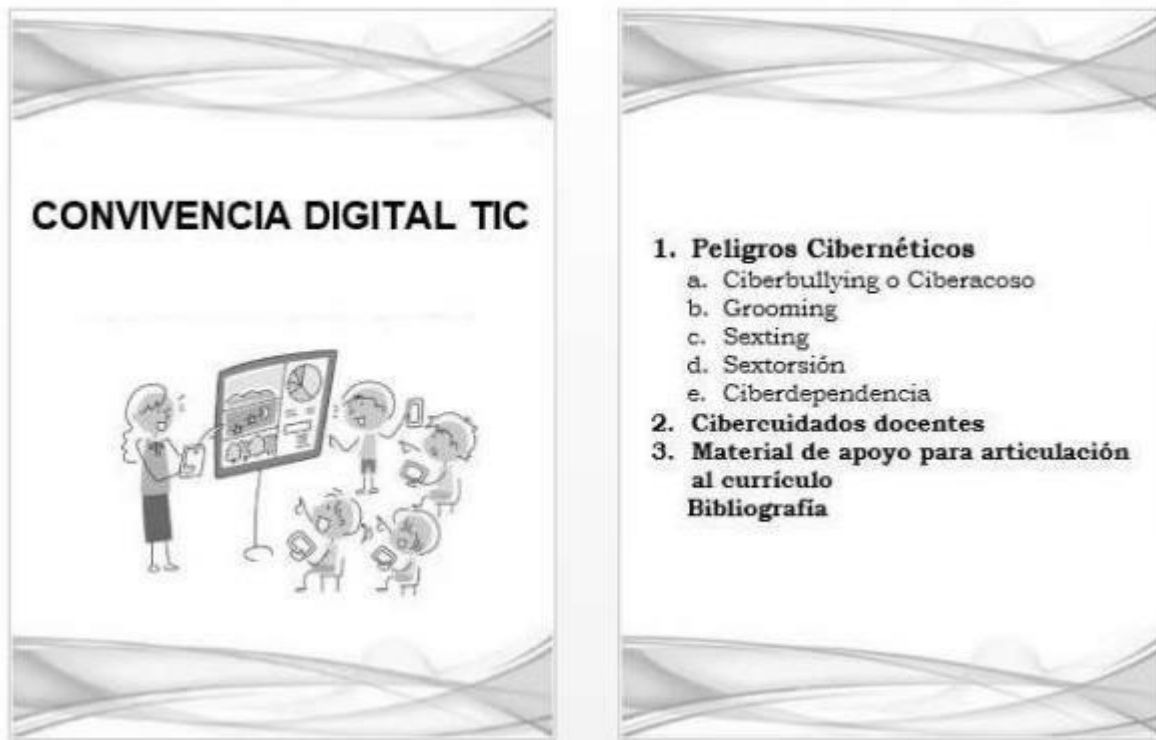 CONVIVENCIA DIGITAL TIC
1. Peligros Cibernéticos
a. Ciberbullying o Ciberacoso
b. Grooming
c. Sexting
d. Sextorsión
e. Ciberdependencia
2. Cibercuidados docentes
3. Material de apoyo para articulación
al currículo
Bibliografía